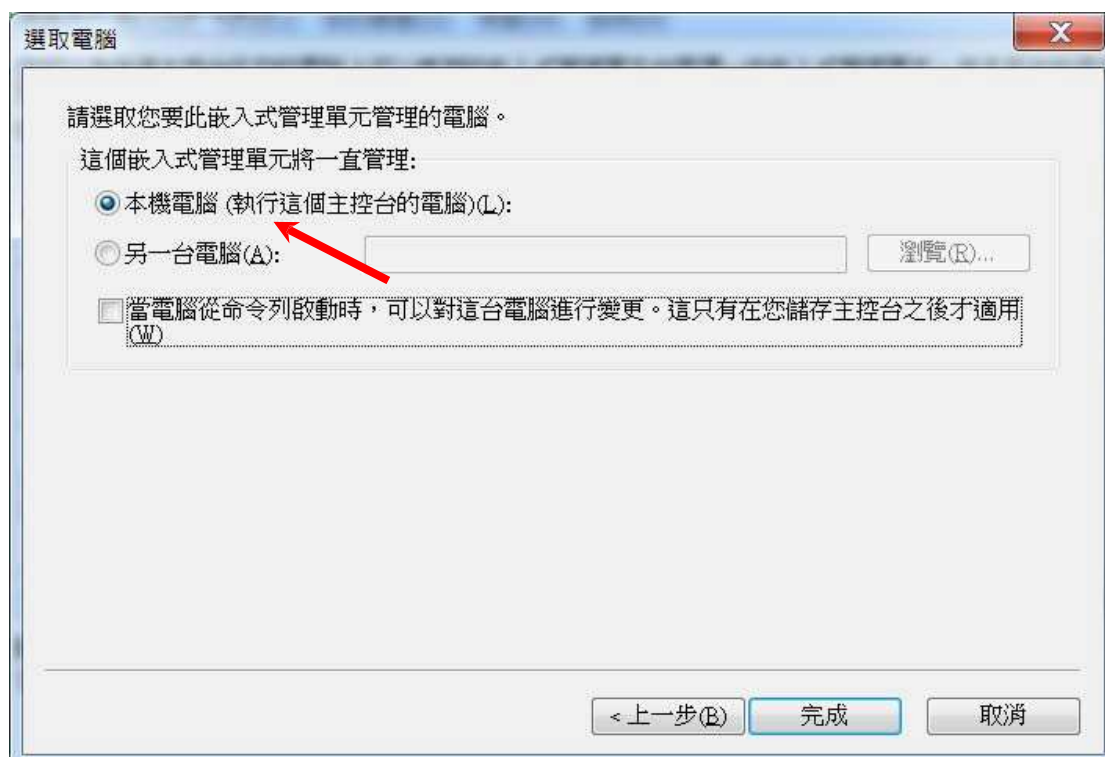 選取電腦
請選取您要此嵌入式管理單元管理的電腦。
這個嵌入式管理單元將一直管理:
本機電腦 (執行這個主控台的電腦)(L):
另一台電腦(A):
瀏覽(R)...
當電腦從命令列啟動時，可以對這台電腦進行變更。這只有在您儲存主控台之後才適用
(W)
< 上一步(B)
完成
取消